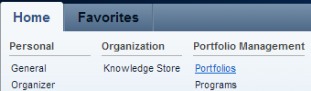 Home Favorites
Personal Organization Portfolio Management
General Knowledge Store Portfolios
Organizer Programs